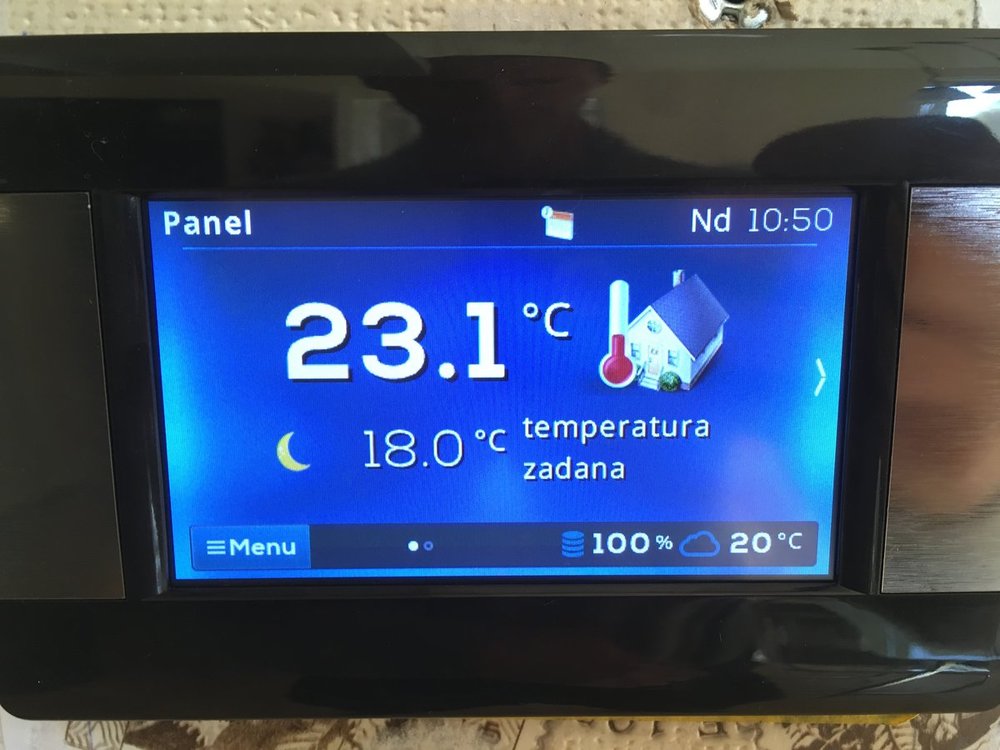 Panel
Nd 10:50
23.1 °C
18.0 °C
temperatura
zadana
Menu
100 %
20 °C